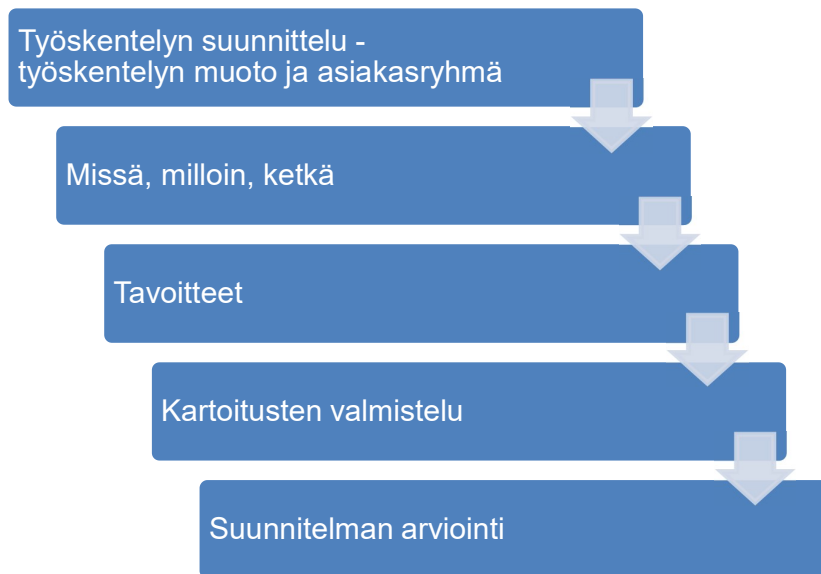 Työskentelyn suunnittelu -
työskentelyn muoto ja asiakasryhmä
Missä, milloin, ketkä
Tavoitteet
Kartoitusten valmistelu
Suunnitelman arviointi